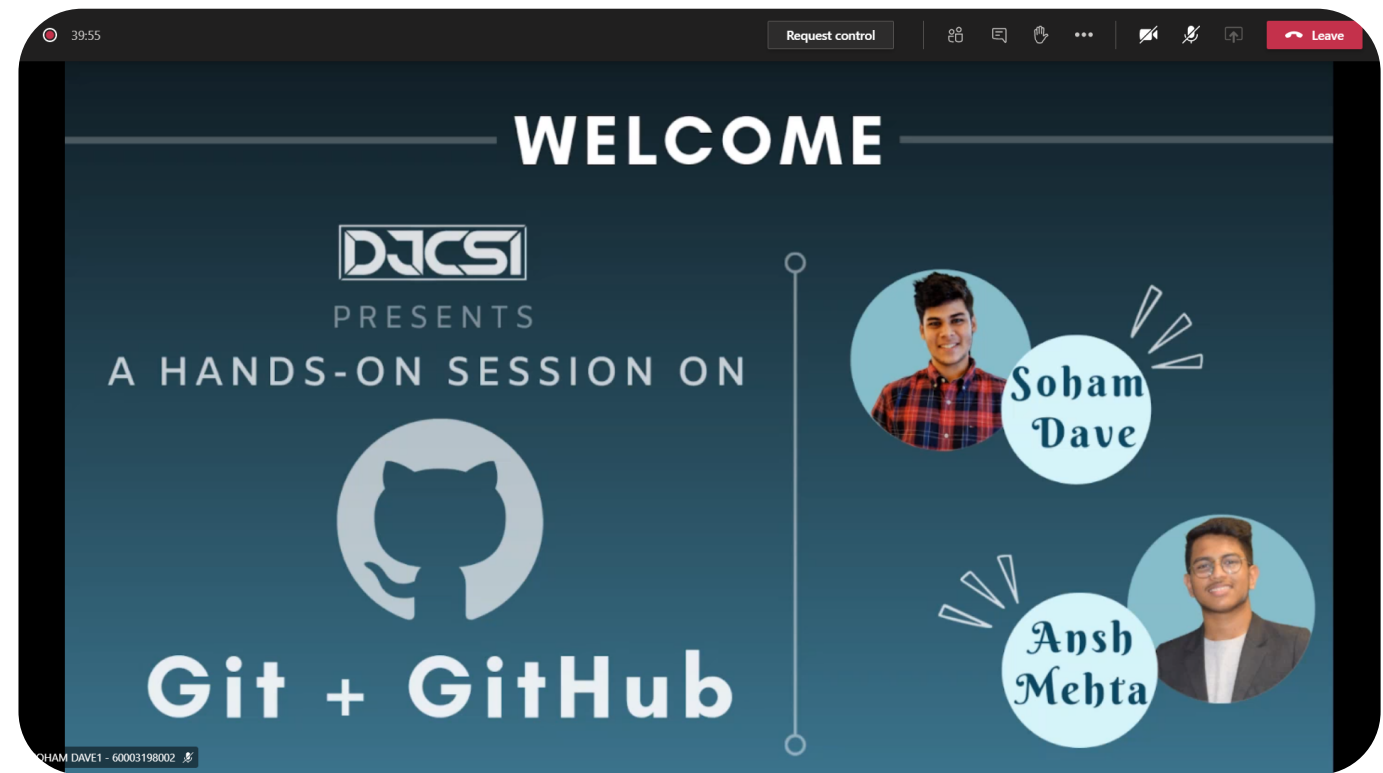 39:55
Request control
Leave
WELCOME
DJCSI
PRESENTS
A HANDS-ON SESSION ON
Git + GitHub
Soham
Dave
Ansh
Mehta
OHAM DAVE1 - 60003198002